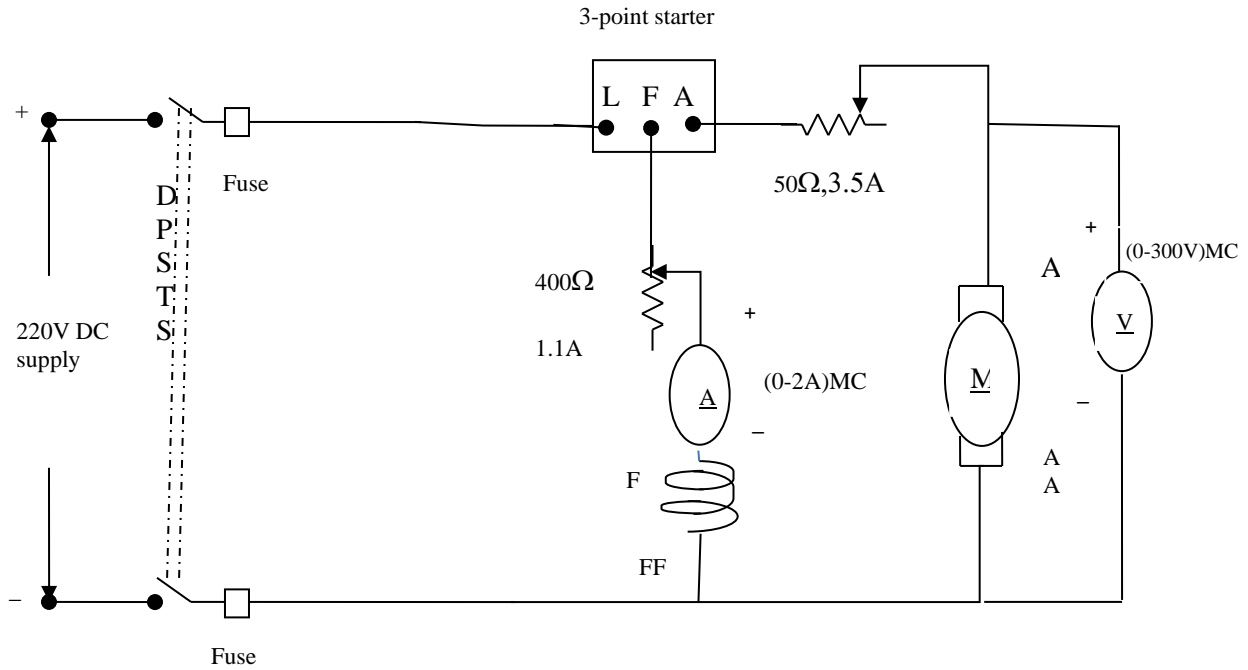 3-point starter
+
L F A
Fuse
50Ω,3.5A
D
P
S
T
S
+
(0-300V)MC
A
400Ω
+
V
220V DC
supply
1.1A
(0-2A)MC
M
A
–
–
A
A
F
FF
–
Fuse